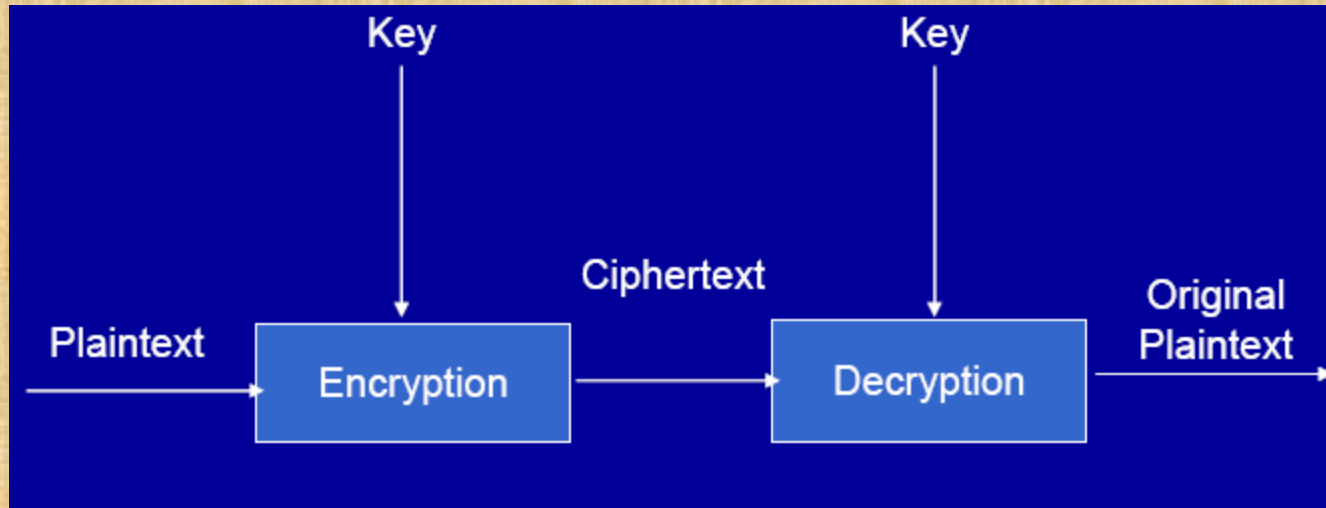 Key
Key
Ciphertext
Original
Plaintext
Plaintext
Encryption
Decryption